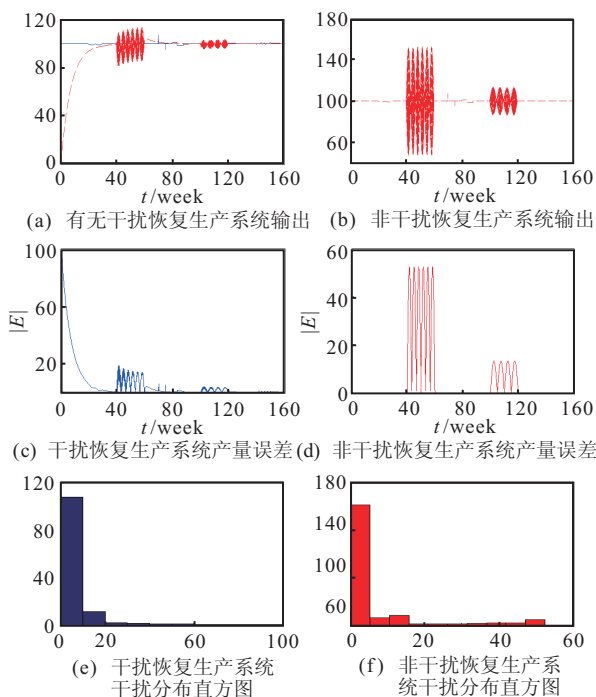 120
80
40
0
0 40 80 120 160
t/week
(a) 有无干扰恢复生产系统输出
180
140
100
60
0 40 80 120 160
t/week
(b) 非干扰恢复生产系统输出
100
60
20
|E|
0 40 80 120 160
t/week
(c) 干扰恢复生产系统产量误差
60
40
20
0
|E|
0 40 80 120 160
t/week
(d) 非干扰恢复生产系统产量误差
120
80
40
0
0 20 60 100
(e) 干扰恢复生产系统
干扰分布直方图
180
140
100
60
0 20 40 60
(f) 非干扰恢复生产系
统干扰分布直方图